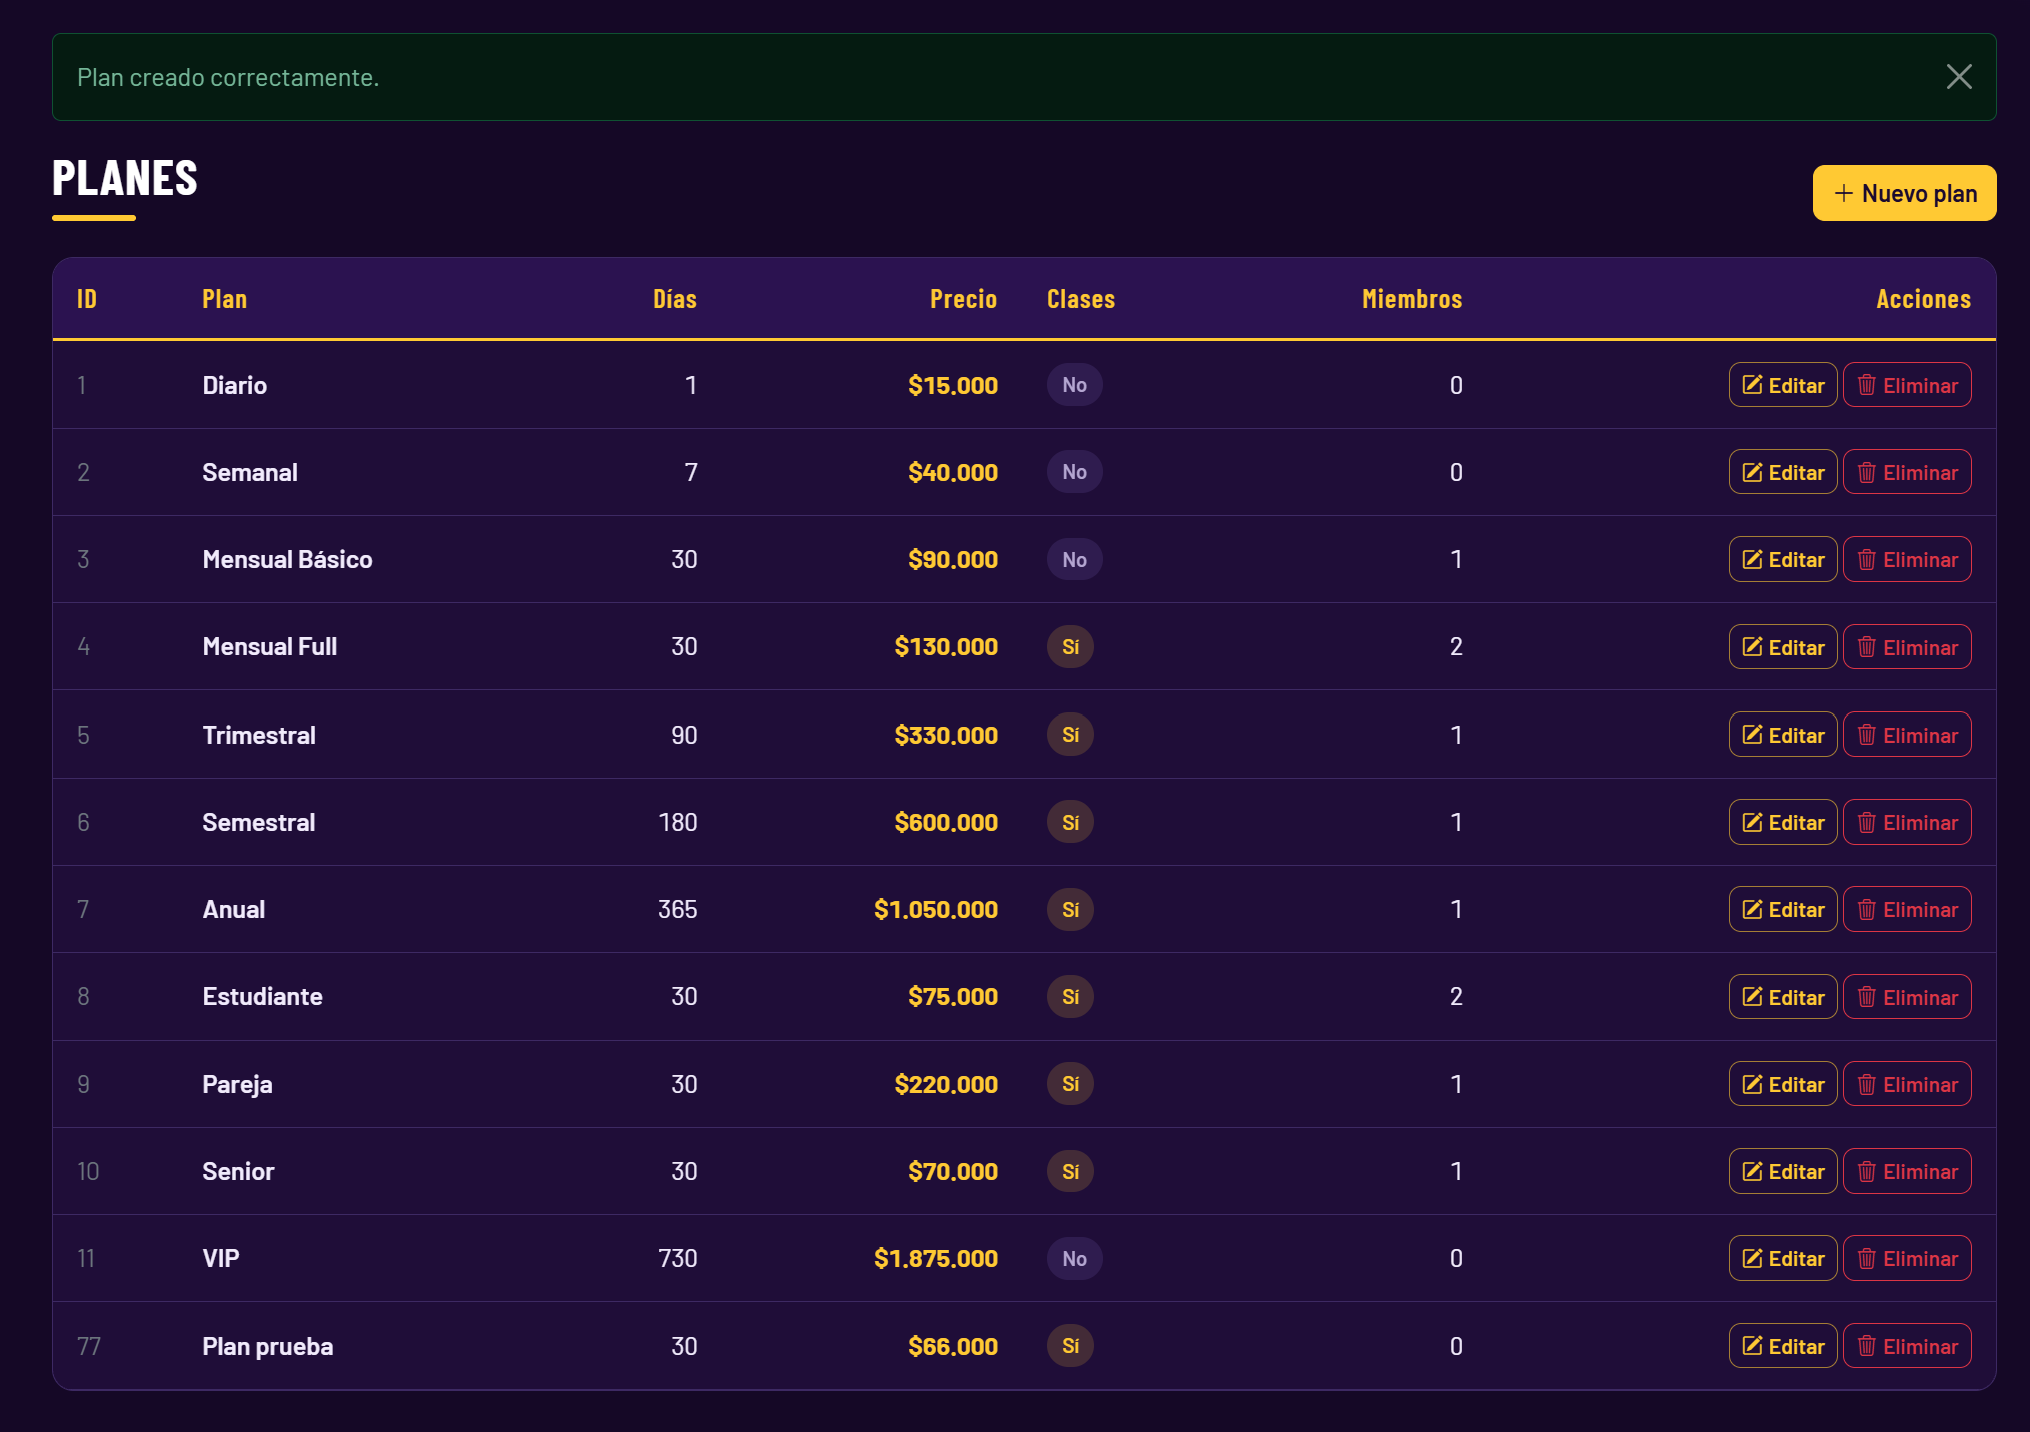 Plan creado correctamente.
PLANES
+ Nuevo plan
ID Plan Días Precio Clases Miembros Acciones
1 Diario 1 $15.000 No 0 Editar Eliminar
2 Semanal 7 $40.000 No 0 Editar Eliminar
3 Mensual Básico 30 $90.000 No 1 Editar Eliminar
4 Mensual Full 30 $130.000 Sí 2 Editar Eliminar
5 Trimestral 90 $330.000 Sí 1 Editar Eliminar
6 Semestral 180 $600.000 Sí 1 Editar Eliminar
7 Anual 365 $1.050.000 Sí 1 Editar Eliminar
8 Estudiante 30 $75.000 Sí 2 Editar Eliminar
9 Pareja 30 $220.000 Sí 1 Editar Eliminar
10 Senior 30 $70.000 Sí 1 Editar Eliminar
11 VIP 730 $1.875.000 No 0 Editar Eliminar
77 Plan prueba 30 $66.000 Sí 0 Editar Eliminar